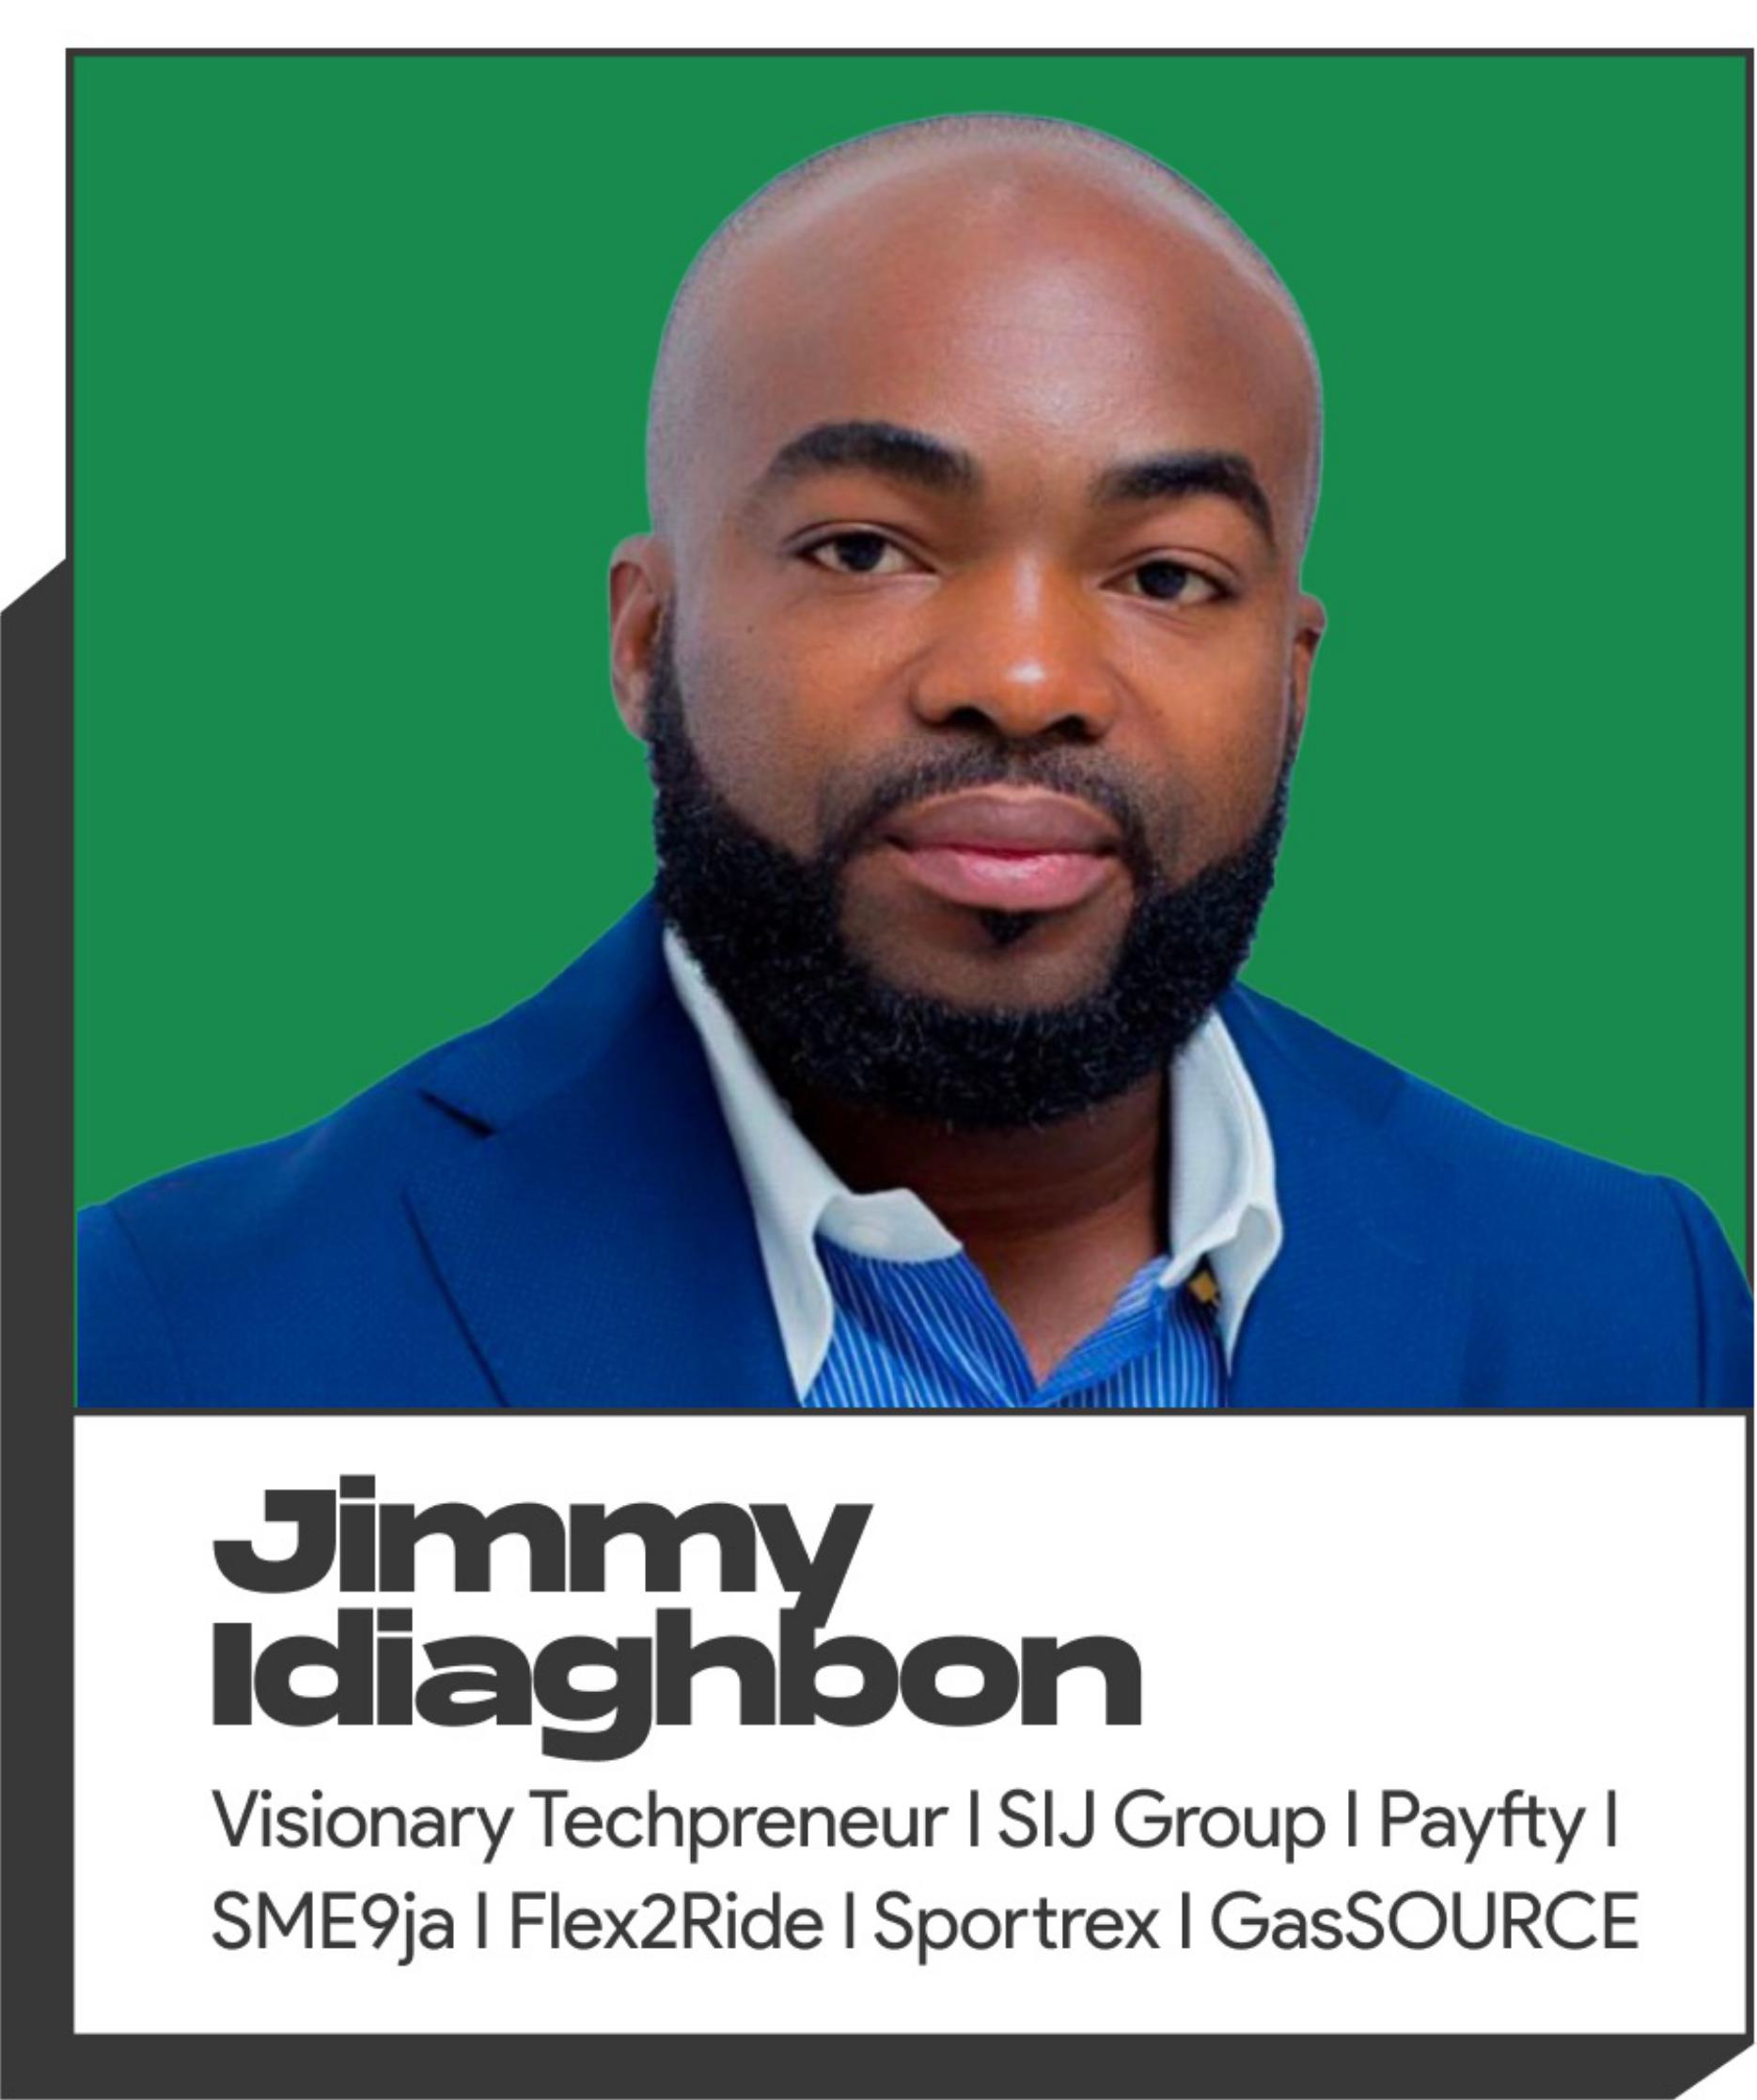 Jimmy
Idiaghbon
Visionary Techpreneur | SIJ Group | Payfty |
SME9ja | Flex2Ride | Sportrex | GasSOURCE